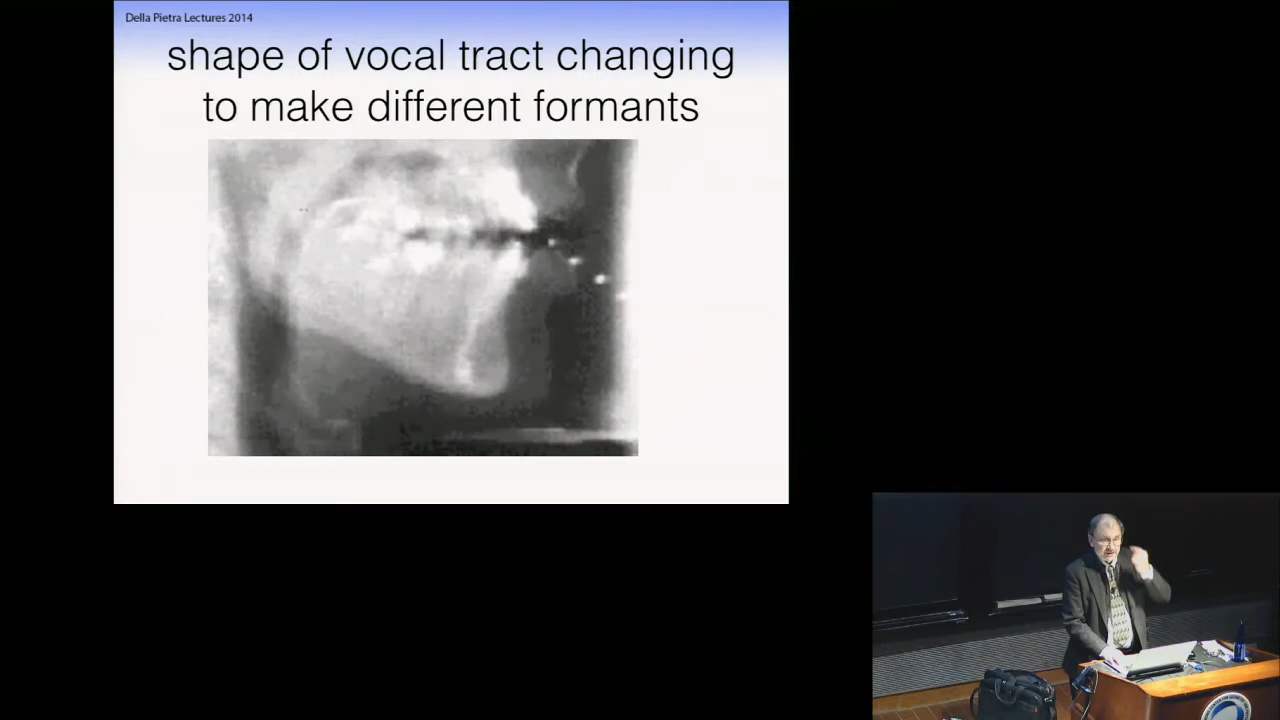 Della Pietra Lectures 2014
shape of vocal tract changing
to make different formants